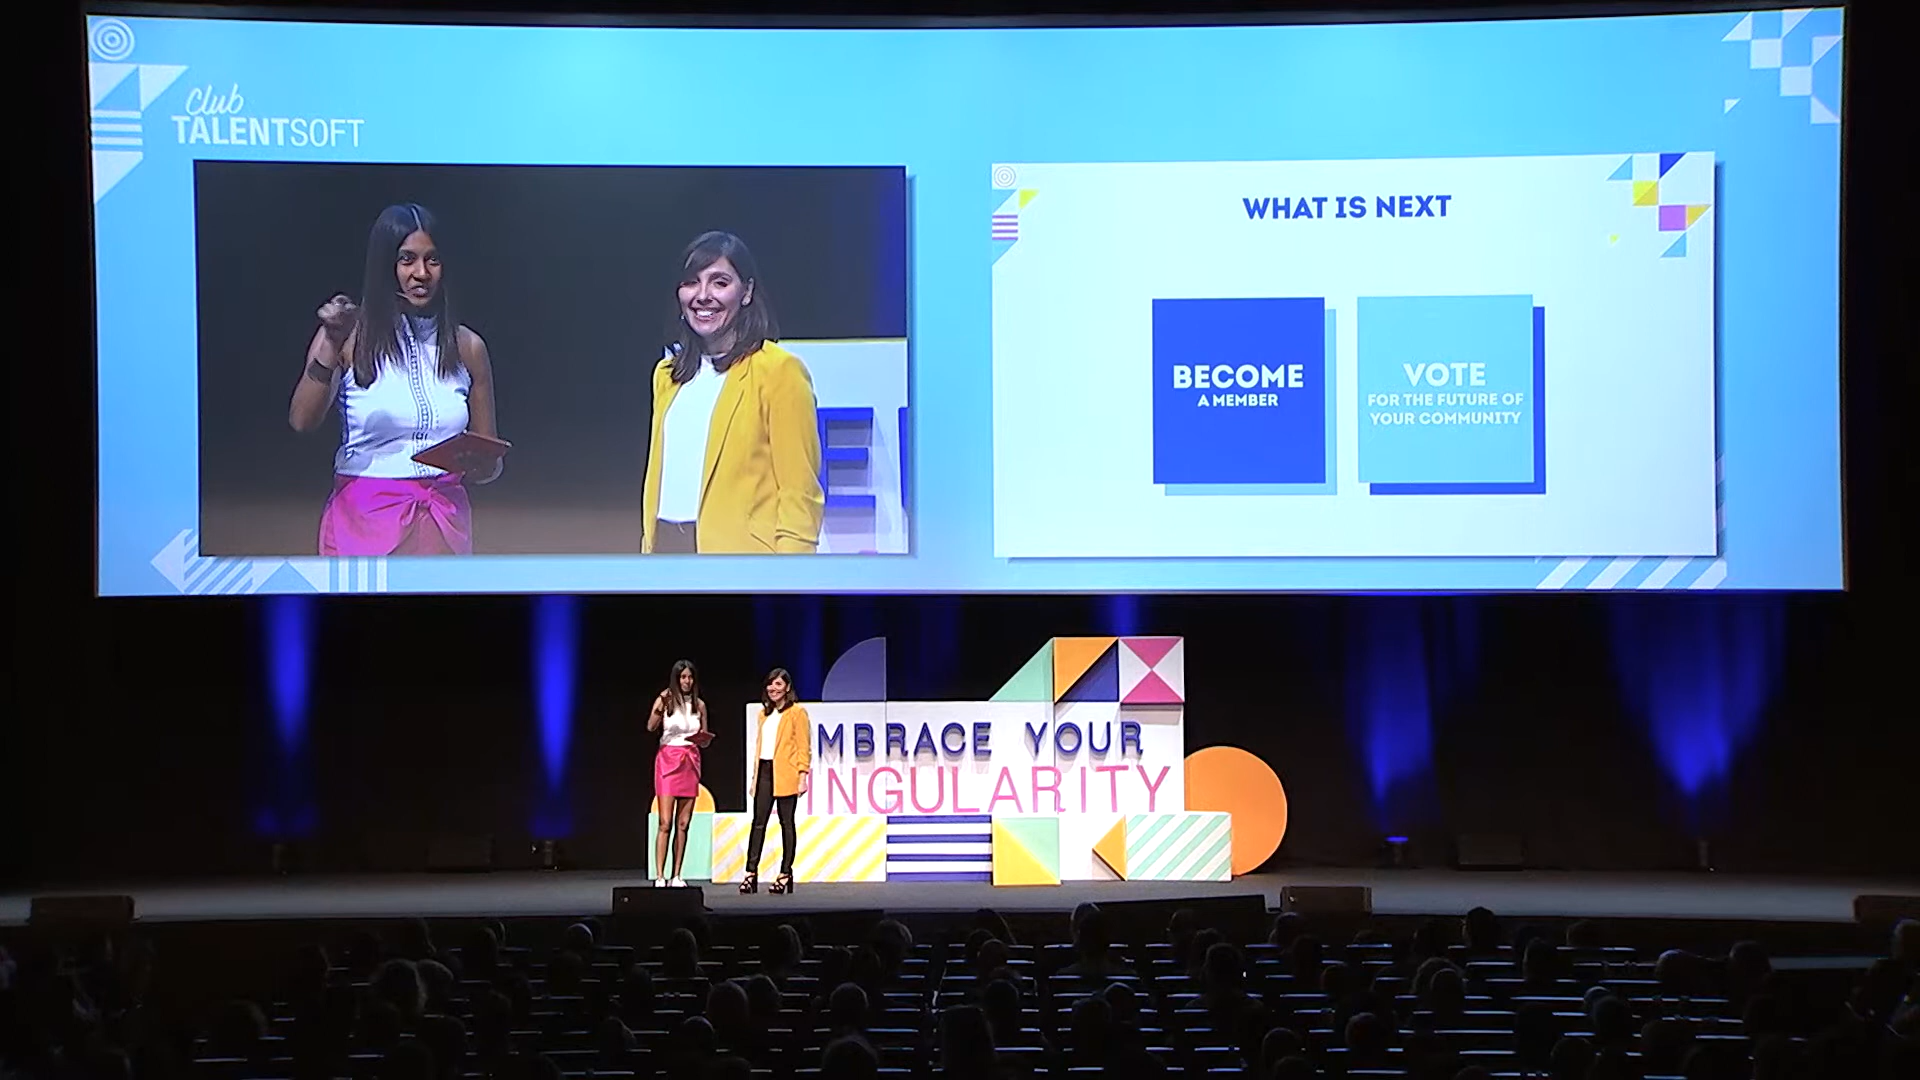 Club
TALENTSOFT
WHAT IS NEXT
BECOME
A MEMBER
VOTE
FOR THE FUTURE OF
YOUR COMMUNITY
E
MBRACE YOUR
INGULARITY